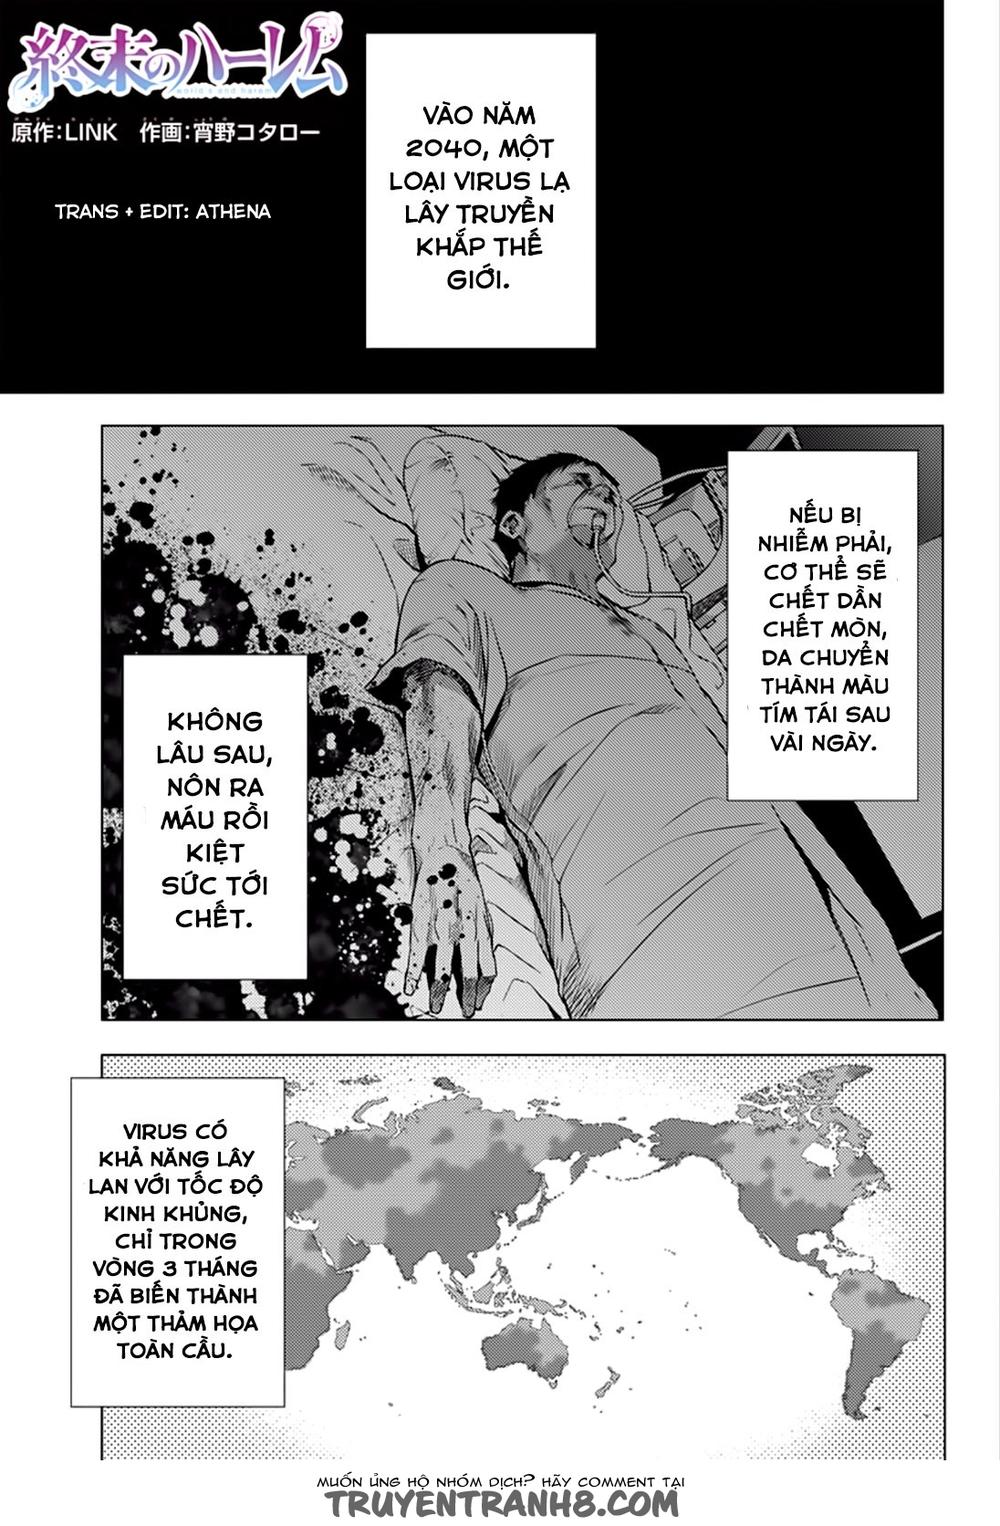 終末のハーレム
world's end harem
原作:LINK 作画:宵野コタロー
TRANS + EDIT: ATHENA
VÀO NĂM
2040, MỘT
LOẠI VIRUS LẠ
LÂY TRUYỀN
KHẮP THẾ
GIỚI.
NẾU BỊ
NHIỄM PHẢI,
CƠ THỂ SẼ
CHẾT DẦN
CHẾT MÒN,
DA CHUYỂN
THÀNH MÀU
TÍM TÁI SAU
VÀI NGÀY.
KHÔNG
LÂU SAU,
NÔN RA
MÁU RỒI
KIỆT
SỨC TỚI
CHẾT.
VIRUS CÓ
KHẢ NĂNG LÂY
LAN VỚI TỐC ĐỘ
KINH KHỦNG,
CHỈ TRONG
VÒNG 3 THÁNG
ĐÃ BIẾN THÀNH
MỘT THẢM HỌA
TOÀN CẦU.
MUỐN ỦNG HỘ NHÓM DỊCH? HÃY COMMENT TẠI
TRUYENTRANH8.COM